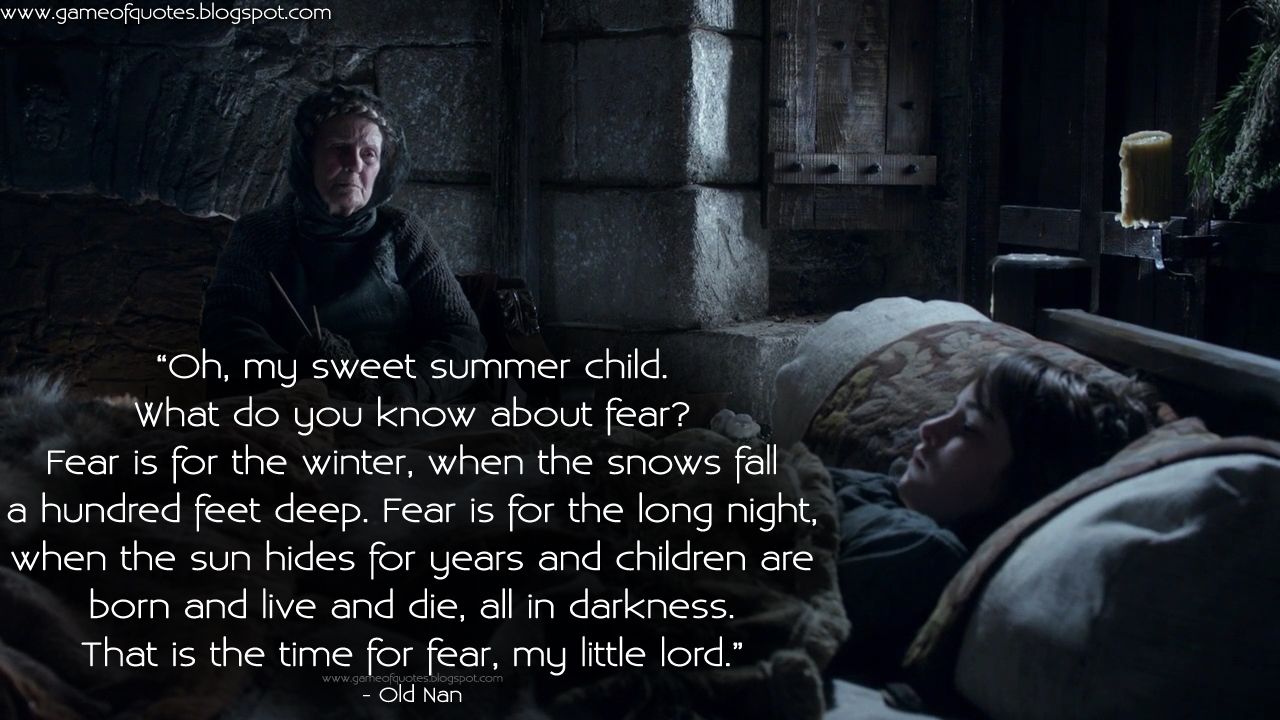 www.gameofquotes.blogspot.com
“Oh, my sweet summer child.
What do you know about fear?
Fear is for the winter, when the snows fall
a hundred feet deep. Fear is for the long night,
when the sun hides for years and children are
born and live and die, all in darkness.
That is the time for fear, my little lord.”
www.gameofquotes.blogspot.com
- Old Nan